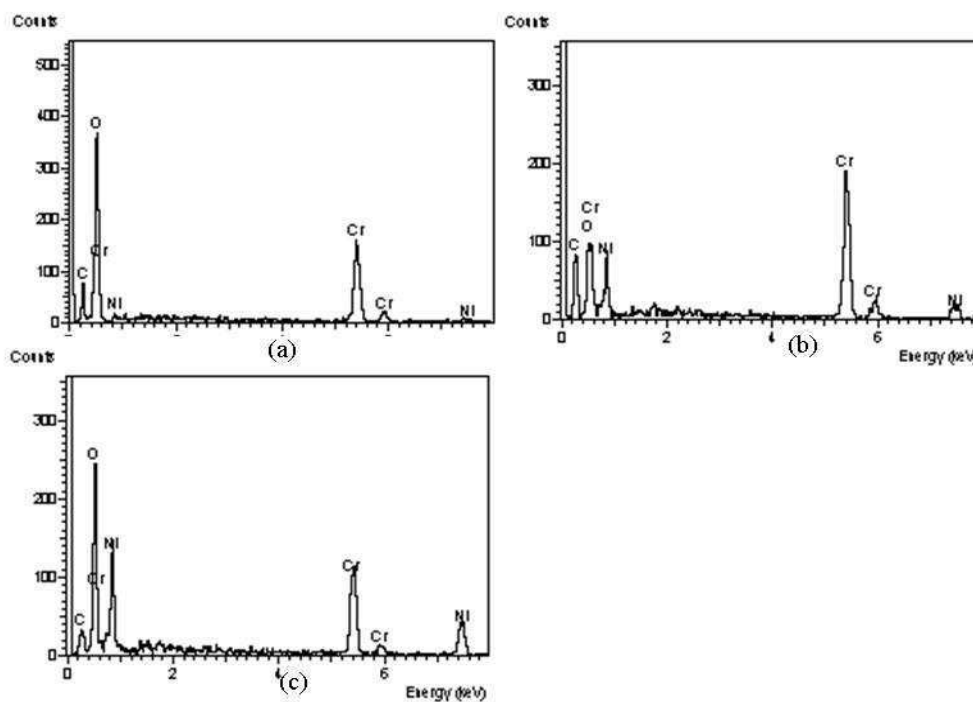 Counts
500
400
300
200
100
0
O
Cr
C
Ni
Cr
Cr
Ni
(a)
Counts
300
200
100
0
Cr
O
C
Ni
Cr
Cr
Ni
0 2 4 6
Energy (keV)
(b)
Counts
300
200
100
0
O
Ni
Cr
C
Cr
Cr
Ni
0 2 4 6
Energy (keV)
(c)